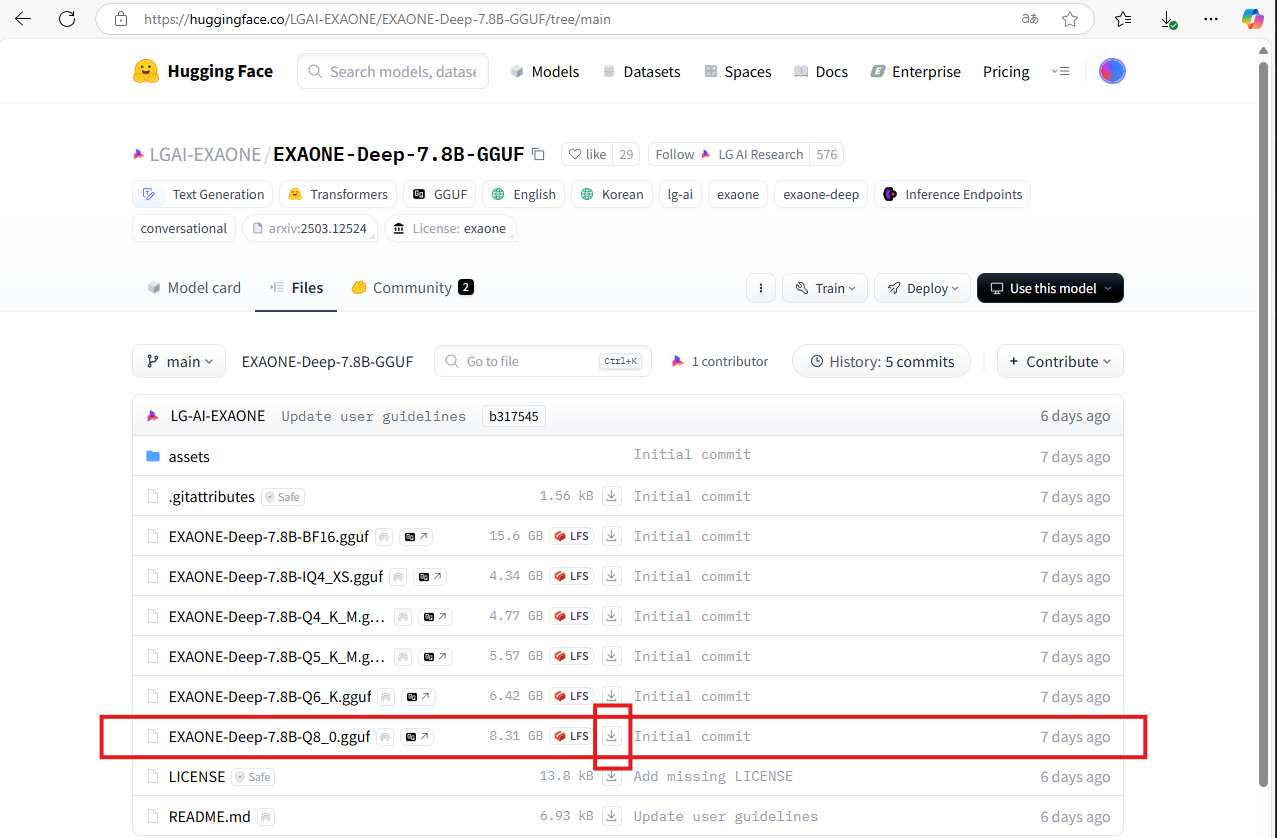 https://huggingface.co/LGAI-EXAONE/EXAONE-Deep-7.8B-GGUF/tree/main aあ
Hugging Face Search models, datase Models Datasets Spaces Docs Enterprise Pricing
LGAI-EXAONE/EXAONE-Deep-7.8B-GGUF like 29 Follow LG AI Research 576
Text Generation Transformers GGUF English Korean lg-ai exaone exaone-deep Inference Endpoints
conversational arxiv:2503.12524 License: exaone
Model card Files Community 2 Train Deploy Use this model
main EXAONE-Deep-7.8B-GGUF Go to file Ctrl+K 1 contributor History: 5 commits + Contribute
LG-AI-EXAONE Update user guidelines b317545 6 days ago
assets Initial commit 7 days ago
.gitattributes Safe 1.56 kB Initial commit 7 days ago
EXAONE-Deep-7.8B-BF16.gguf 15.6 GB LFS Initial commit 7 days ago
EXAONE-Deep-7.8B-IQ4_XS.gguf 4.34 GB LFS Initial commit 7 days ago
EXAONE-Deep-7.8B-Q4_K_M.g... 4.77 GB LFS Initial commit 7 days ago
EXAONE-Deep-7.8B-Q5_K_M.g... 5.57 GB LFS Initial commit 7 days ago
EXAONE-Deep-7.8B-Q6_K.gguf 6.42 GB LFS Initial commit 7 days ago
EXAONE-Deep-7.8B-Q8_0.gguf 8.31 GB LFS Initial commit 7 days ago
LICENSE Safe 13.8 kB Add missing LICENSE 6 days ago
README.md 6.93 kB Update user guidelines 6 days ago